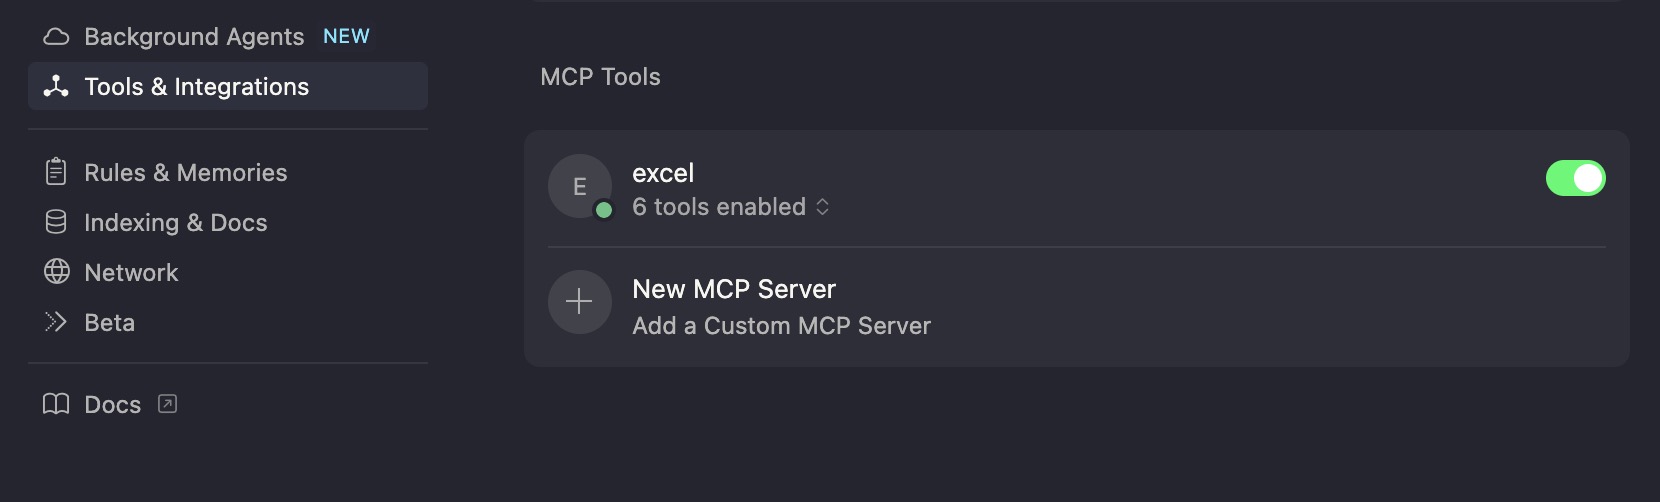 Background Agents NEW
Tools & Integrations
Rules & Memories
Indexing & Docs
Network
Beta
Docs
MCP Tools
E
excel
6 tools enabled
New MCP Server
Add a Custom MCP Server